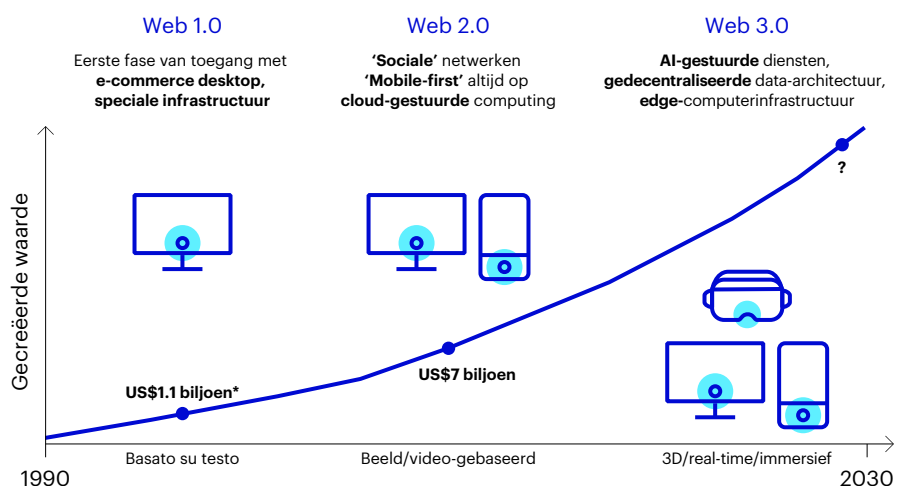 Web 1.0
Eerste fase van toegang met
e-commerce desktop,
speciale infrastructuur
Web 2.0
‘Sociale’ netwerken
‘Mobile-first’ altijd op
cloud-gestuurde computing
Web 3.0
AI-gestuurde diensten,
gedecentraliseerde data-architectuur,
edge-computerinfrastructuur
Gecreëerde waarde
US$1.1 biljoen*
US$7 biljoen
?
Basato su testo
Beeld/video-gebaseerd
3D/real-time/immersief
1990
2030